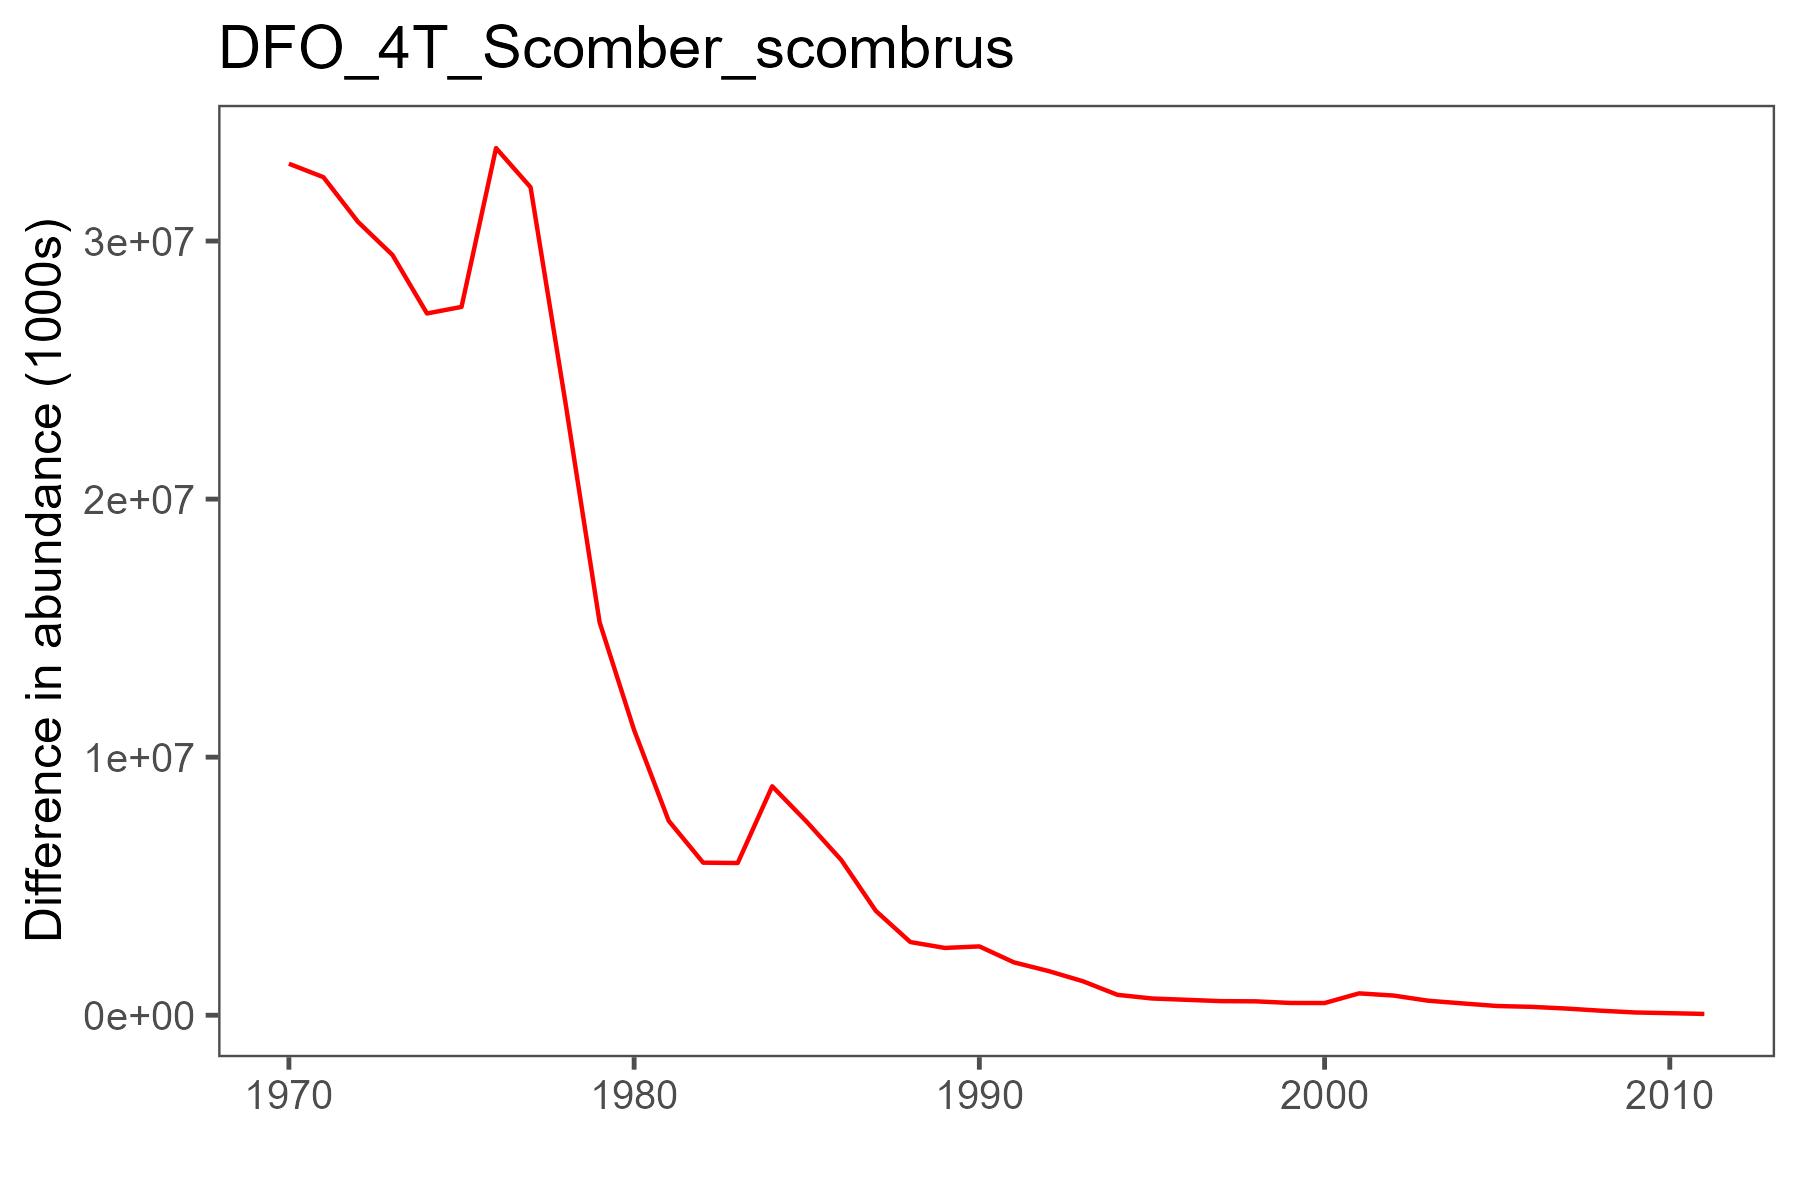 DFO_4T_Scomber_scombrus
Difference in abundance (1000s)
3e+07
2e+07
1e+07
0e+00
1970 1980 1990 2000 2010